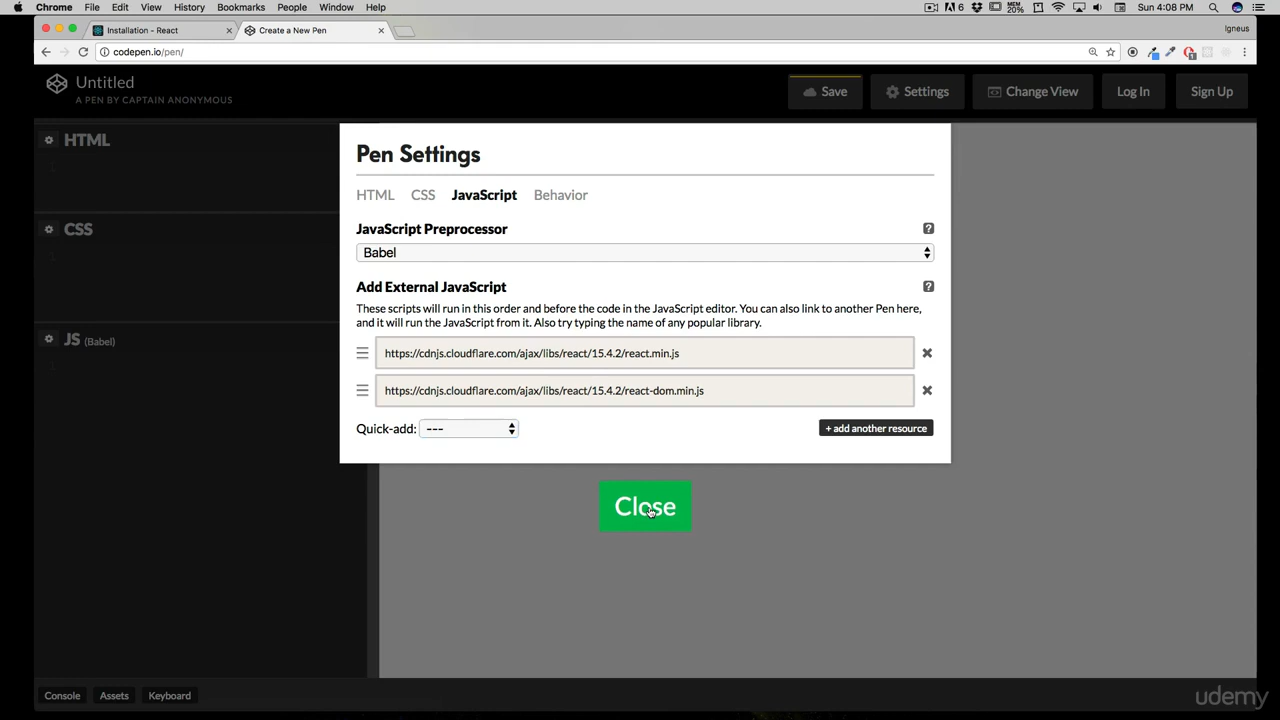 Chrome File Edit View History Bookmarks People Window Help 6 MEM 20% Sun 4:08 PM
Installation - React × Create a New Pen × Igneus
codepen.io/pen/
Untitled
A PEN BY CAPTAIN ANONYMOUS
Save Settings Change View Log In Sign Up
HTML
1
CSS
1
JS (Babel)
1
Pen Settings
HTML CSS JavaScript Behavior
JavaScript Preprocessor ?
Babel
Add External JavaScript ?
These scripts will run in this order and before the code in the JavaScript editor. You can also link to another Pen here,
and it will run the JavaScript from it. Also try typing the name of any popular library.
https://cdnjs.cloudflare.com/ajax/libs/react/15.4.2/react.min.js
https://cdnjs.cloudflare.com/ajax/libs/react/15.4.2/react-dom.min.js
Quick-add: --- + add another resource
Close
Console Assets Keyboard
udemy